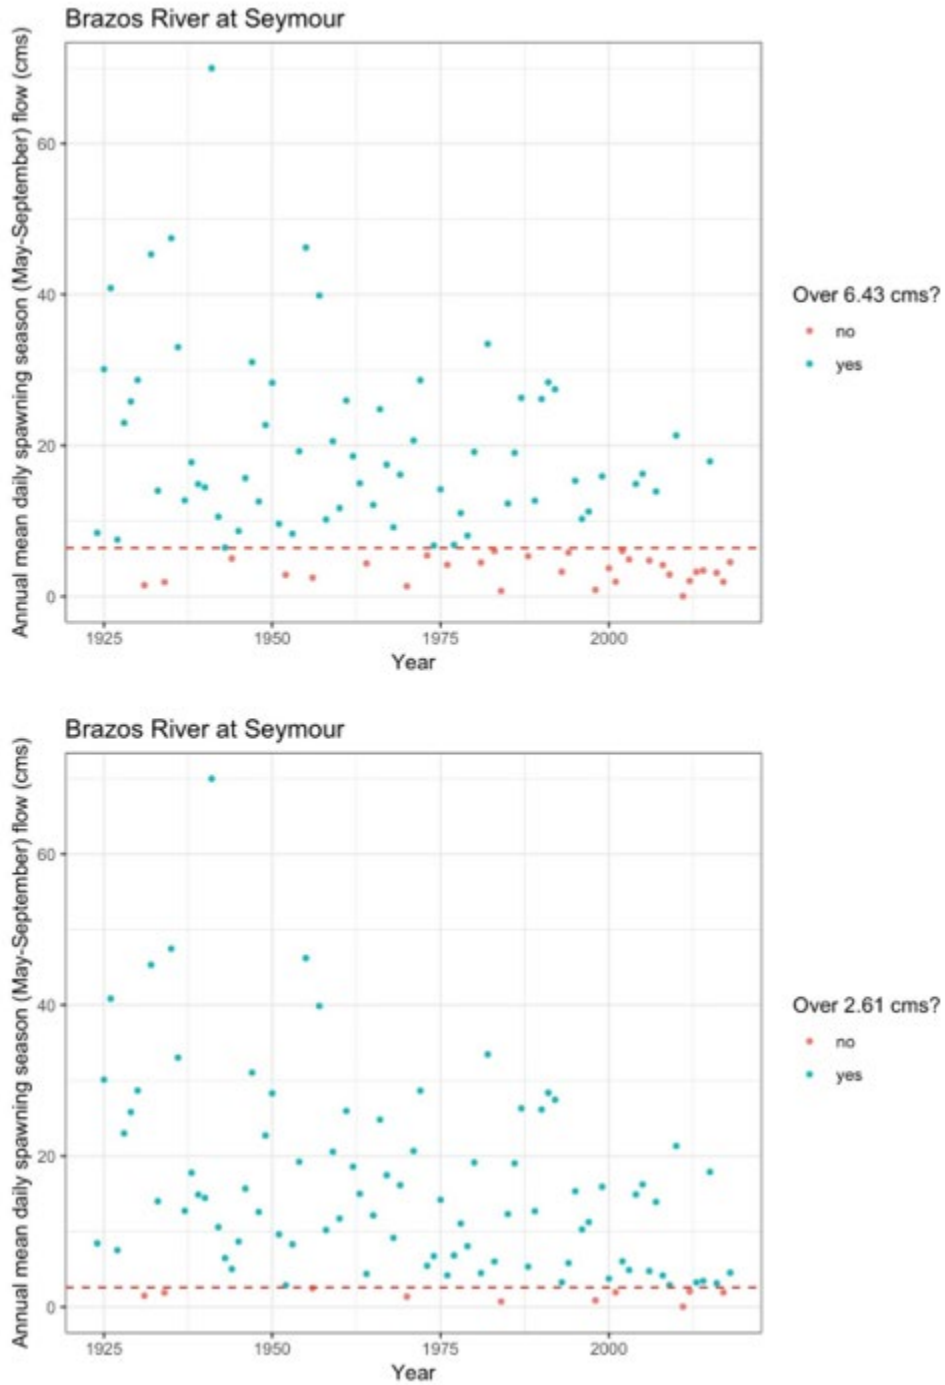 Brazos River at Seymour
Annual mean daily spawning season (May-September) flow (cms)
60
40
20
0
1925 1950 1975 2000
Year
Over 6.43 cms?
no
yes
Brazos River at Seymour
Annual mean daily spawning season (May-September) flow (cms)
60
40
20
0
1925 1950 1975 2000
Year
Over 2.61 cms?
no
yes